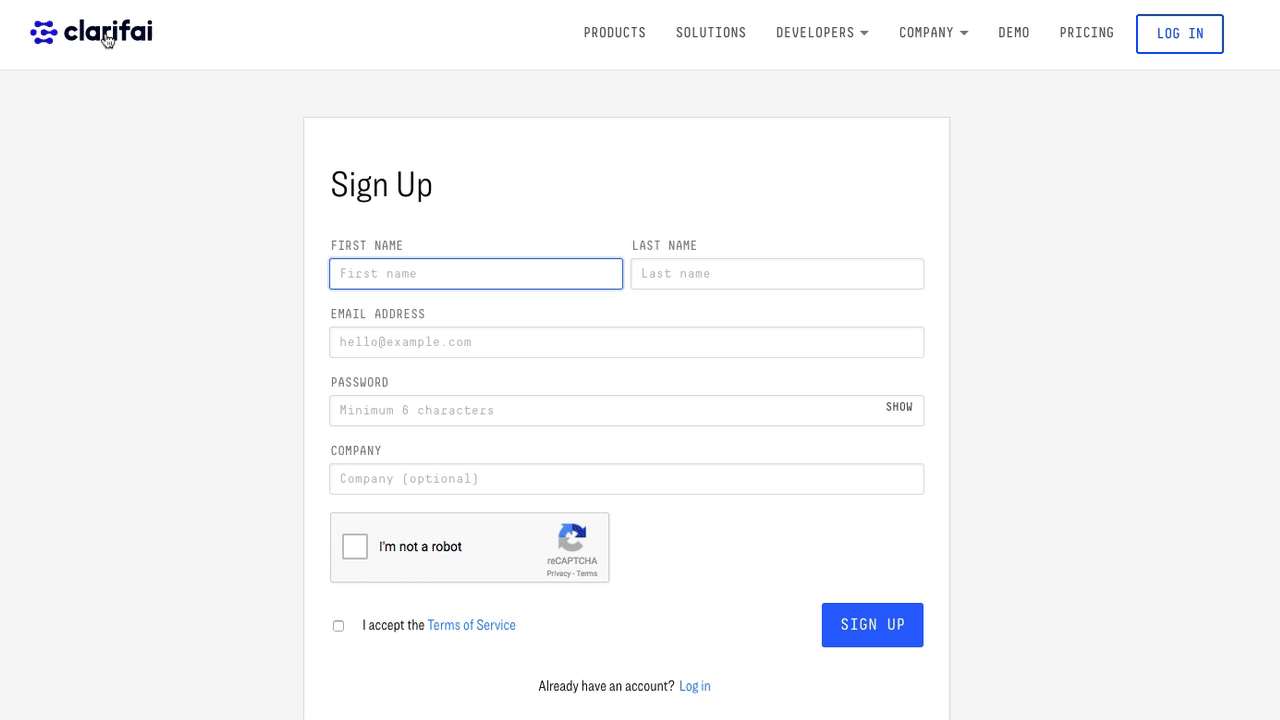 clarifai
PRODUCTS SOLUTIONS DEVELOPERS COMPANY DEMO PRICING LOG IN
Sign Up
FIRST NAME LAST NAME
First name Last name
EMAIL ADDRESS
hello@example.com
PASSWORD
Minimum 6 characters SHOW
COMPANY
Company (optional)
I'm not a robot
reCAPTCHA
Privacy - Terms
I accept the Terms of Service SIGN UP
Already have an account? Log in